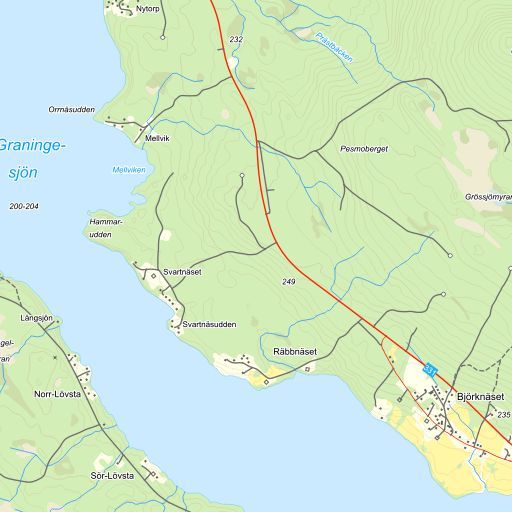 Nytorp
232
Prästbäcken
Ormäsudden
Mellvik
Graninge-
sjön
Mellviken
Pesmoberget
200-204
Grössjömyran
Hammar-
udden
Svartnäset
249
Långsjön
Svartnäsudden
Räbbnäset
331
Norr-Lövsta
Björknäset
235
Sör-Lövsta